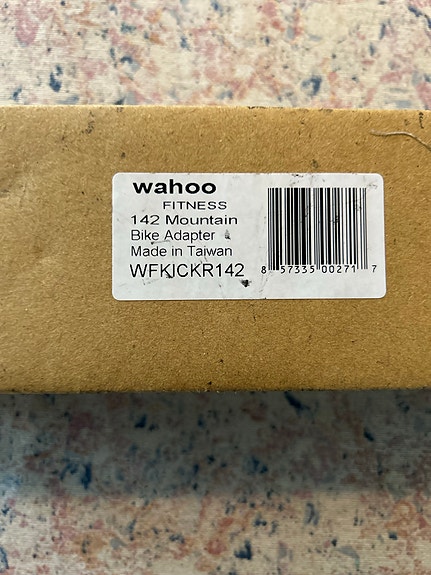 wahoo
FITNESS
142 Mountain
Bike Adapter
Made in Taiwan
WFKICKR142
8 57335 00271 7